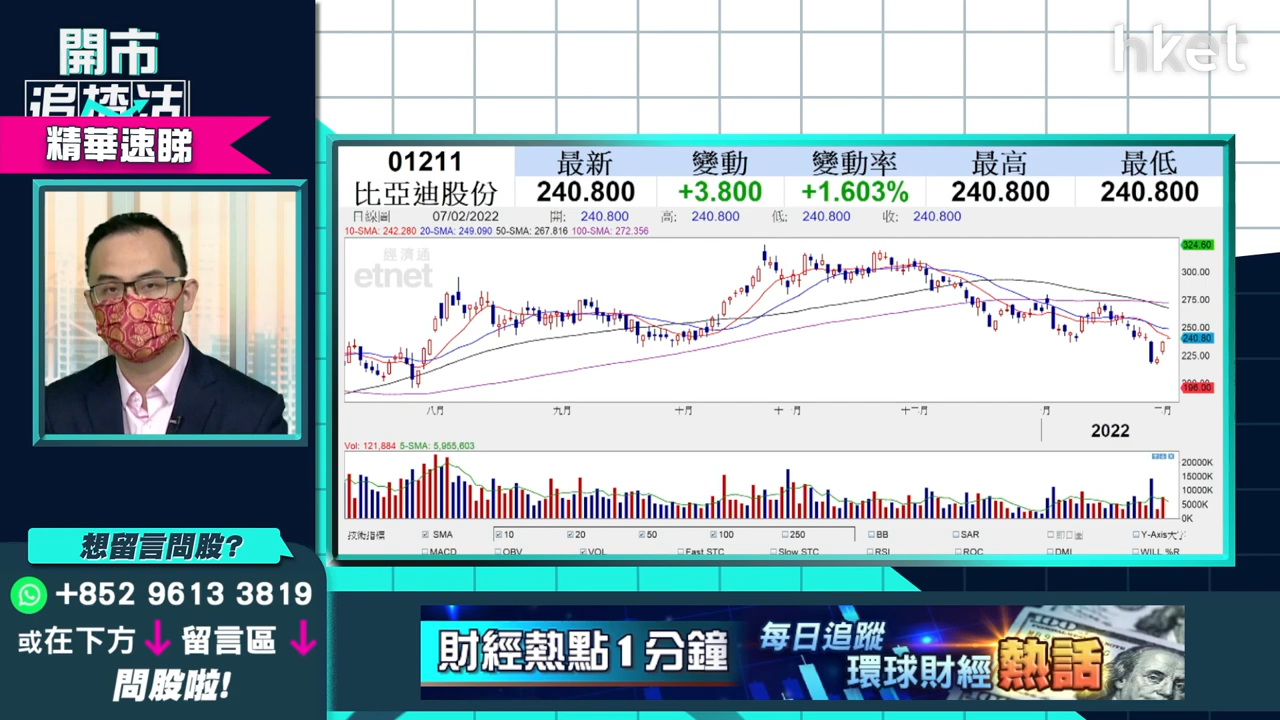 開市
追揸沽
精華速睇
hket
01211
比亞迪股份
最新 變動 變動率 最高 最低
240.800 +3.800 +1.603% 240.800 240.800
日線圖 07/02/2022 開: 240.800 高: 240.800 低: 240.800 收: 240.800
10-SMA: 242.280 20-SMA: 249.090 50-SMA: 267.816 100-SMA: 272.356
經濟通
etnet
324.60
300.00
275.00
250.00
240.80
225.00
200.00
196.00
八月 九月 十月 十一月 十二月 一月 二月
2022
Vol: 121,884 5-SMA: 5,955,603
20000K
15000K
10000K
5000K
0K
技術指標 SMA 10 20 50 100 250 BB SAR Y-Axis
MACD OBV VOL Fast STC Slow STC RSI ROC DMI WILL %R
想留言問股?
+852 9613 3819
或在下方 留言區
問股啦!
財經熱點1分鐘
每日追蹤
環球財經熱話